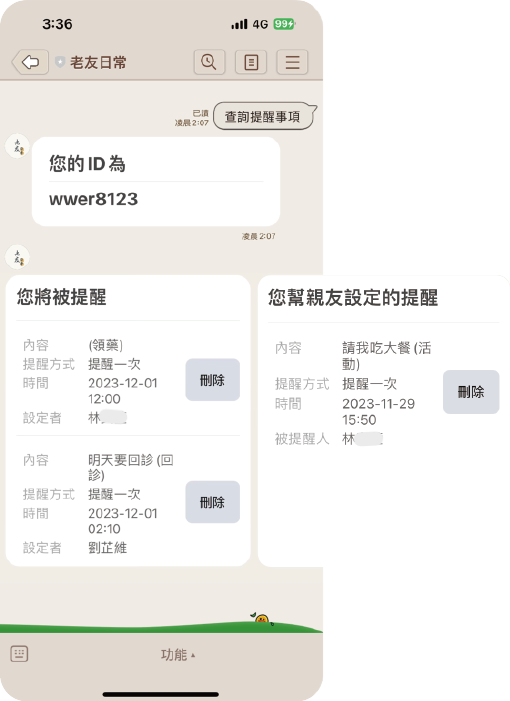 3:36
4G
99
老友日常
已讀
凌晨2:07
查詢提醒事項
您的ID為
wwer8123
凌晨 2:07
您將被提醒
內容 (領藥)
提醒方式 提醒一次
時間 2023-12-01
12:00
設定者 林
刪除
內容 明天要回診 (回
診)
提醒方式 提醒一次
時間 2023-12-01
02:10
設定者 劉芷維
刪除
您幫親友設定的提醒
內容 請我吃大餐 (活
動)
提醒方式 提醒一次
時間 2023-11-29
15:50
被提醒人 林
刪除
功能